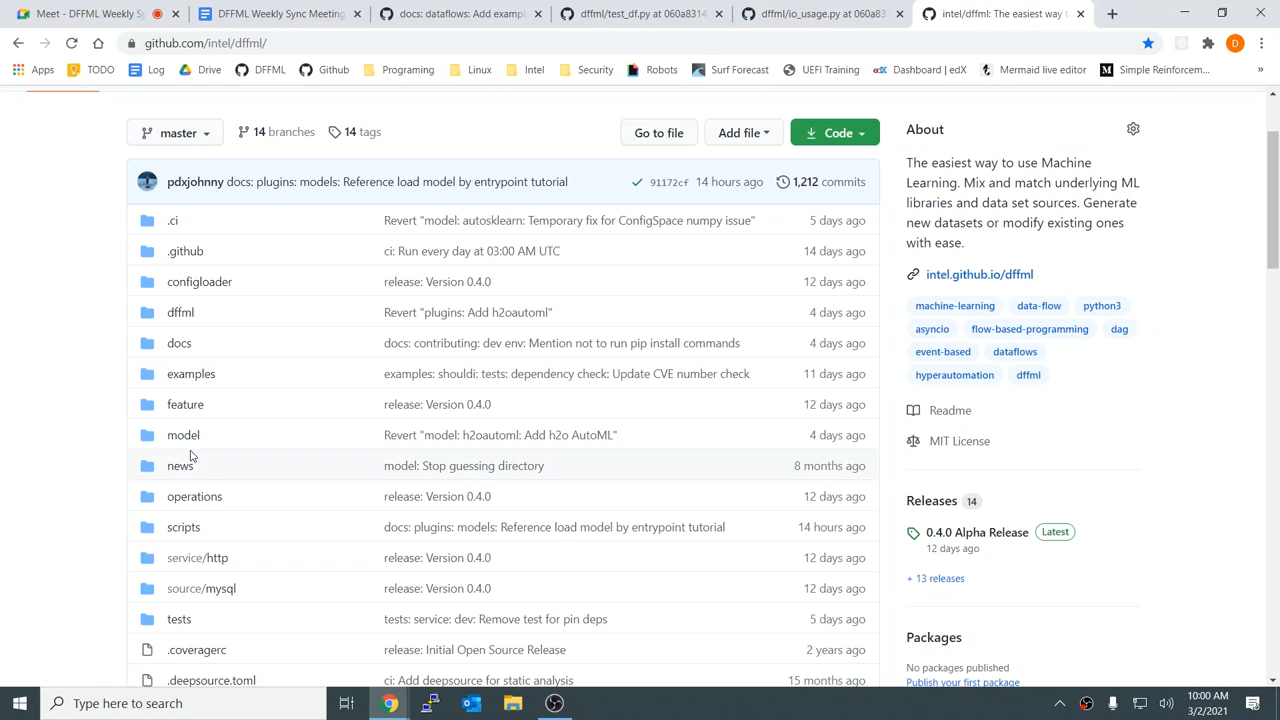 Meet – DFFML Weekly Sy
DFFML Weekly Sync Meeting
docs: dataflows: Add exampl
dffml/test_df.py at 060a8314
dffml/io_usage.py at 060a83
intel/dffml: The easiest way to
github.com/intel/dffml/
D
Apps
TODO
Log
Drive
DFFML
Github
Programing
Linux
Intel
Security
Robots
Surf Forecast
UEFI Training
Dashboard | edX
Mermaid live editor
Simple Reinforcem...
»
master
14 branches
14 tags
Go to file
Add file
Code
pdxjohnny docs: plugins: models: Reference load model by entrypoint tutorial
91172cf 14 hours ago
1,212 commits
.ci Revert "model: autosklearn: Temporary fix for ConfigSpace numpy issue" 5 days ago
.github ci: Run every day at 03:00 AM UTC 14 days ago
configloader release: Version 0.4.0 12 days ago
dffml Revert "plugins: Add h2oautoml" 4 days ago
docs docs: contributing: dev env: Mention not to run pip install commands 4 days ago
examples examples: shouldi: tests: dependency check: Update CVE number check 11 days ago
feature release: Version 0.4.0 12 days ago
model Revert "model: h2oautoml: Add h2o AutoML" 4 days ago
news model: Stop guessing directory 8 months ago
operations release: Version 0.4.0 12 days ago
scripts docs: plugins: models: Reference load model by entrypoint tutorial 14 hours ago
service/http release: Version 0.4.0 12 days ago
source/mysql release: Version 0.4.0 12 days ago
tests tests: service: dev: Remove test for pin deps 5 days ago
.coveragerc release: Initial Open Source Release 2 years ago
.deepsource.toml ci: Add deepsource for static analysis 15 months ago
About
The easiest way to use Machine
Learning. Mix and match underlying ML
libraries and data set sources. Generate
new datasets or modify existing ones
with ease.
intel.github.io/dffml
machine-learning data-flow python3
asyncio flow-based-programming dag
event-based dataflows
hyperautomation dffml
Readme
MIT License
Releases 14
0.4.0 Alpha Release Latest
12 days ago
+ 13 releases
Packages
No packages published
Publish your first package
Type here to search
10:00 AM
3/2/2021